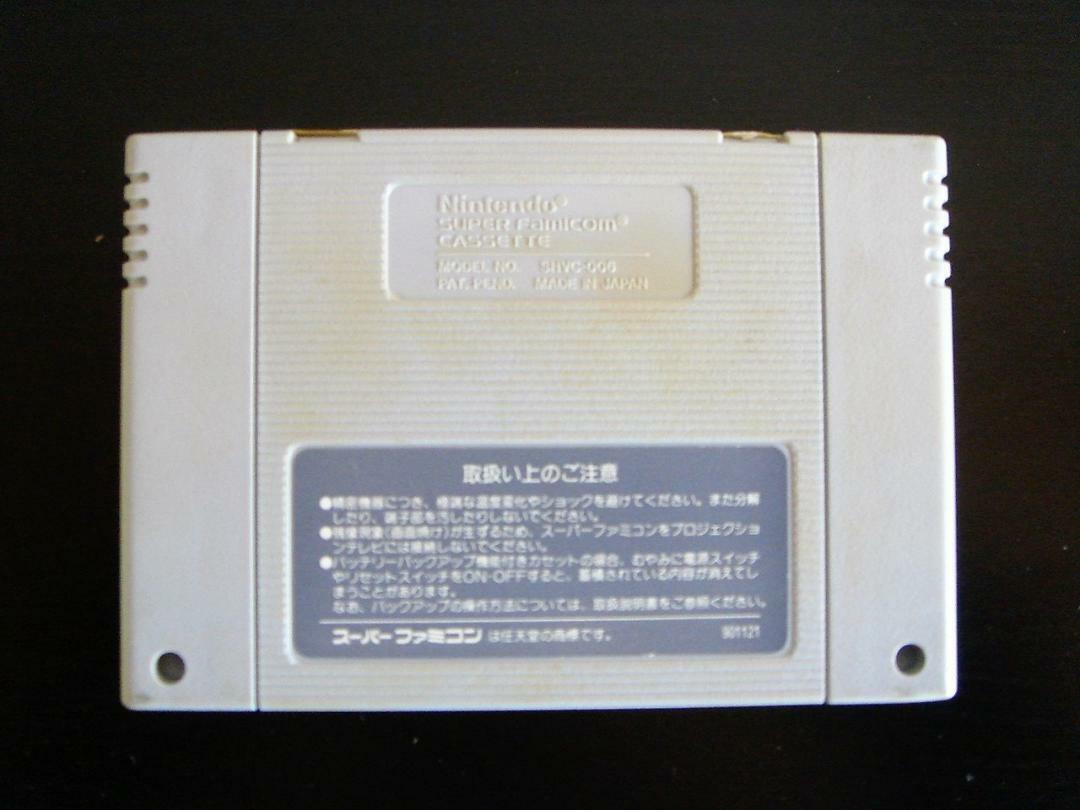 Nintendo®
SUPER Famicom®
CASSETTE
MODEL NO. SHVC-006
PAT. PEND. MADE IN JAPAN
取扱い上のご注意
●精密機器につき、極端な温度変化やショックを避けてください。また分解
したり、端子部を汚したりしないでください。
●残像現象(画面焼け)が生ずるため、スーパーファミコンをプロジェクショ
ンテレビには接続しないでください。
●バッテリーバックアップ機能付きカセットの場合、むやみに電源スイッチ
やリセットスイッチをON-OFFすると、蓄積されている内容が消えてし
まうことがあります。
なお、バックアップの操作方法については、取扱説明書をご参照ください。
スーパーファミコンは任天堂の商標です。 901121